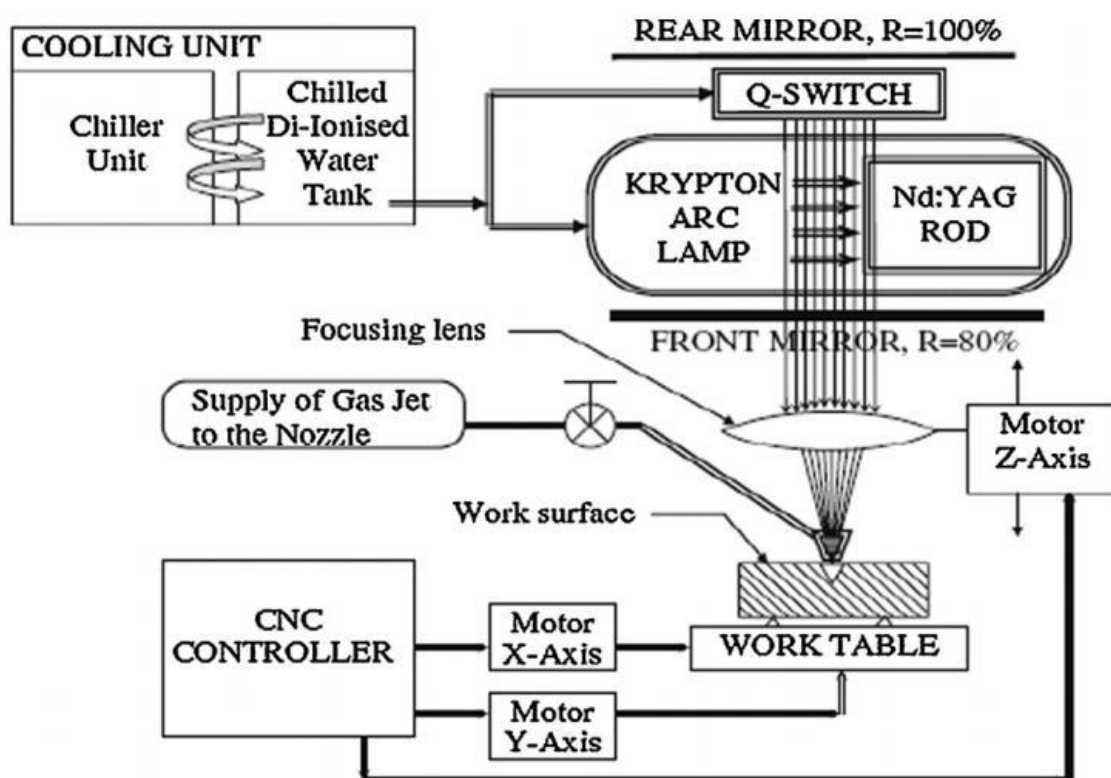 COOLING UNIT
Chiller
Unit
Chilled
Di-Ionised
Water
Tank
REAR MIRROR, R=100%
Q-SWITCH
KRYPTON
ARC
LAMP
Nd:YAG
ROD
FRONT MIRROR, R=80%
Focusing lens
Supply of Gas Jet
to the Nozzle
Motor
Z-Axis
Work surface
CNC
CONTROLLER
Motor
X-Axis
WORK TABLE
Motor
Y-Axis